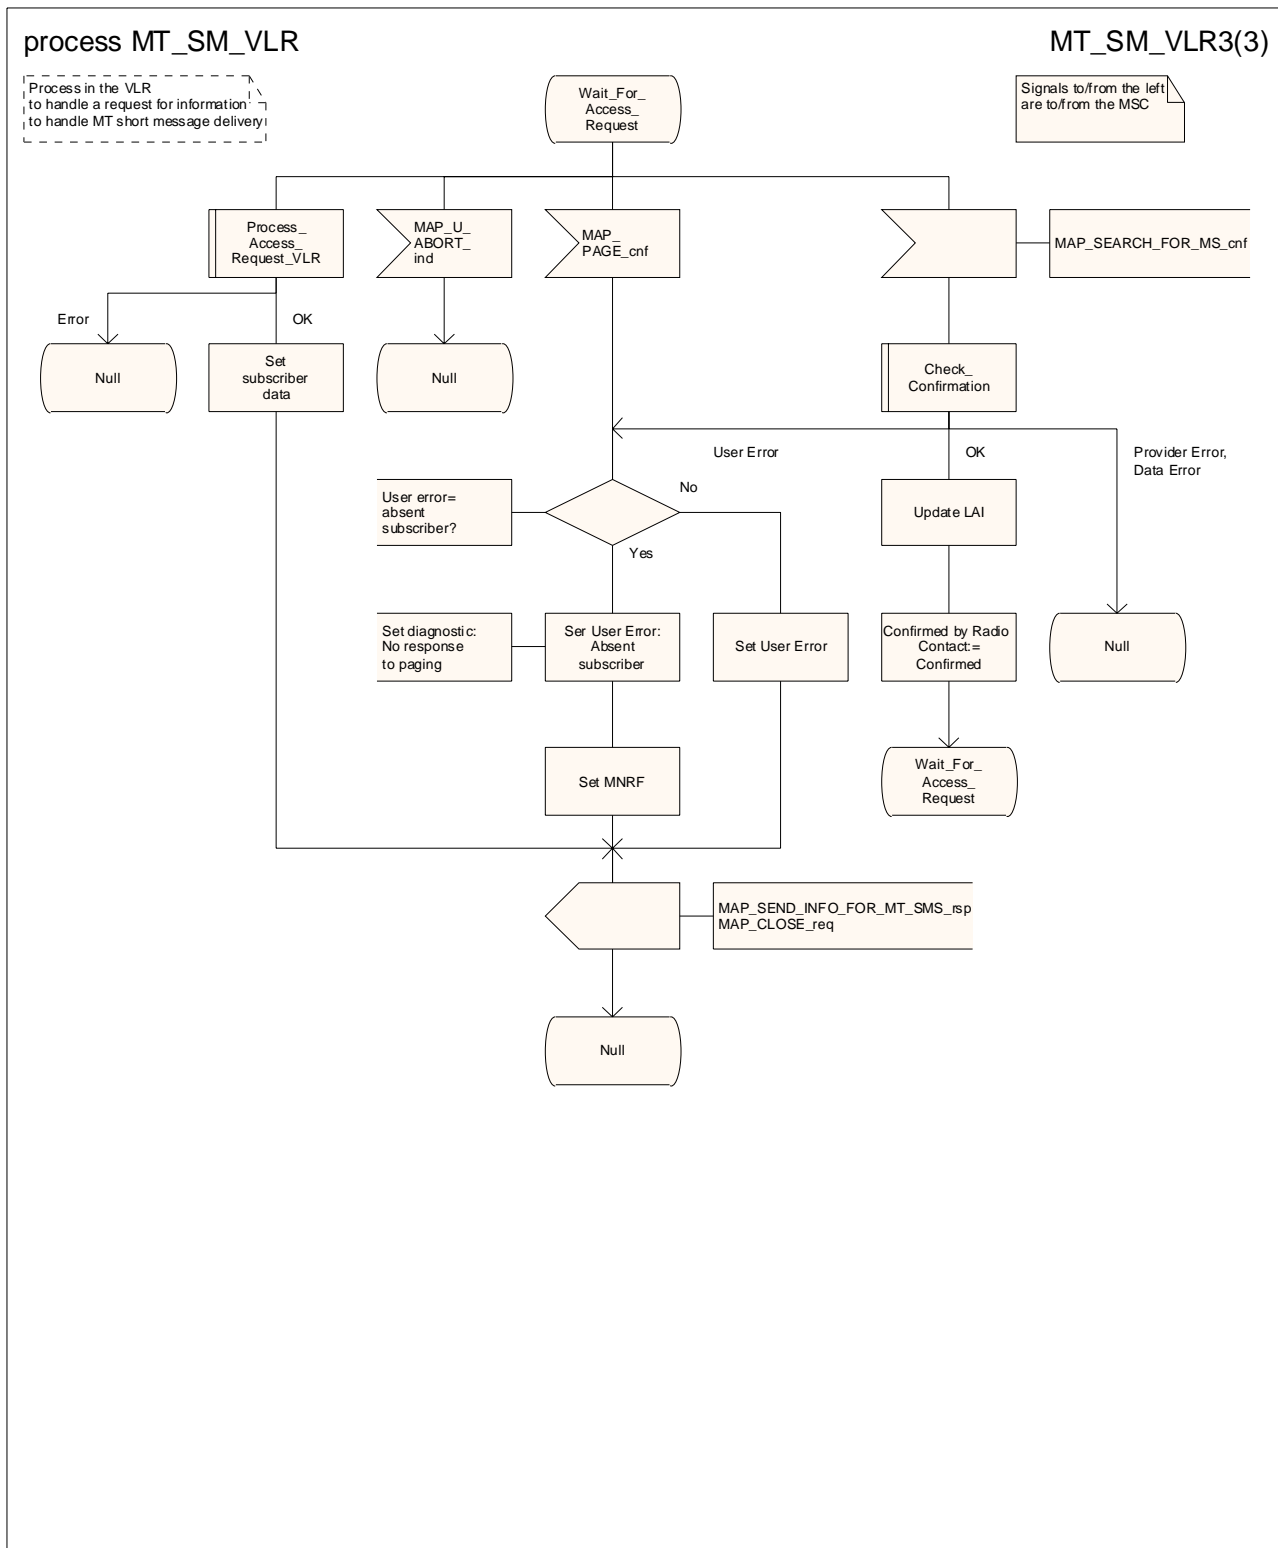 process MT_SM_VLR
MT_SM_VLR3(3)
Process in the VLR
to handle a request for information
to handle MT short message delivery
Wait_For_
Access_
Request
Signals to/from the left
are to/from the MSC
Process_
Access_
Request_VLR
MAP_U_
ABORT_
ind
MAP_
PAGE_cnf
MAP_SEARCH_FOR_MS_cnf
Error
OK
Null
Set
subscriber
data
Null
Check_
Confirmation
User Error
OK
Provider Error,
Data Error
User error=
absent
subscriber?
No
Yes
Update LAI
Set diagnostic:
No response
to paging
Ser User Error:
Absent
subscriber
Set User Error
Confirmed by Radio
Contact:=
Confirmed
Null
Set MNRF
Wait_For_
Access_
Request
MAP_SEND_INFO_FOR_MT_SMS_rsp
MAP_CLOSE_req
Null